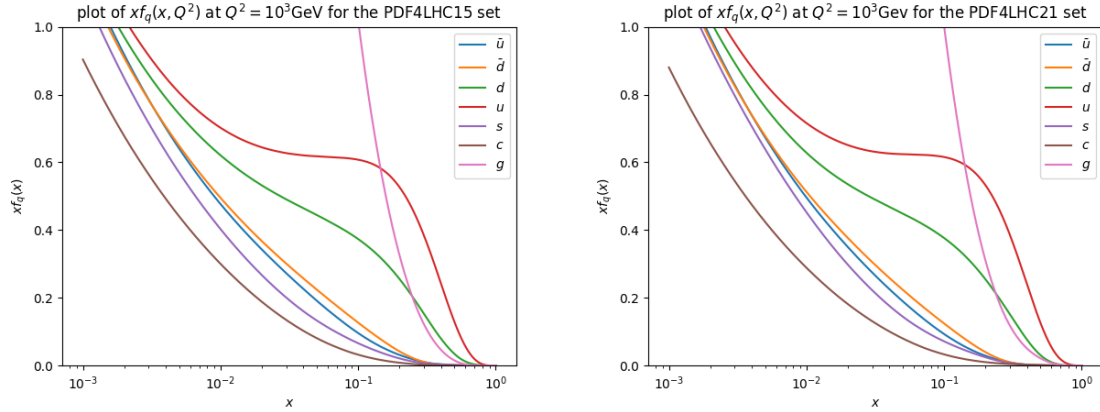 plot of $xf_q(x, Q^2)$ at $Q^2 = 10^3$GeV for the PDF4LHC15 set
1.0
0.8
0.6
0.4
0.2
0.0
$xf_q(x)$
$10^{-3}$
$10^{-2}$
$10^{-1}$
$10^0$
$x$
$\bar{u}$
$\bar{d}$
$d$
$u$
$s$
$c$
$g$
plot of $xf_q(x, Q^2)$ at $Q^2 = 10^3$Gev for the PDF4LHC21 set
1.0
0.8
0.6
0.4
0.2
0.0
$xf_q(x)$
$10^{-3}$
$10^{-2}$
$10^{-1}$
$10^0$
$x$
$\bar{u}$
$\bar{d}$
$d$
$u$
$s$
$c$
$g$